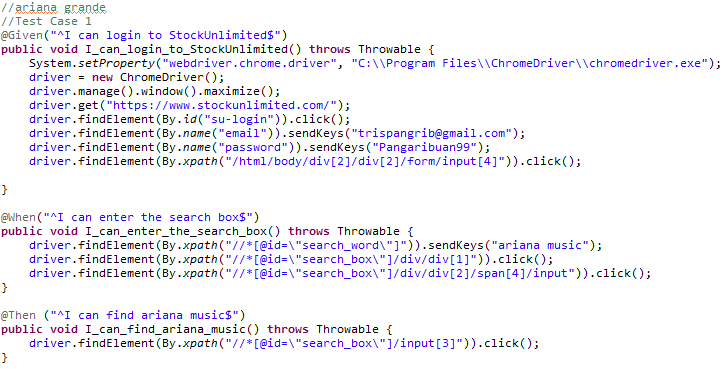 //ariana grande
//Test Case 1
@Given("^I can login to StockUnlimited$")
public void I_can_login_to_StockUnlimited() throws Throwable {
    System.setProperty("webdriver.chrome.driver", "C:\\Program Files\\ChromeDriver\\chromedriver.exe");
    driver = new ChromeDriver();
    driver.manage().window().maximize();
    driver.get("https://www.stockunlimited.com/");
    driver.findElement(By.id("su-login")).click();
    driver.findElement(By.name("email")).sendKeys("trispangrib@gmail.com");
    driver.findElement(By.name("password")).sendKeys("Pangaribuan99");
    driver.findElement(By.xpath("/html/body/div[2]/div[2]/form/input[4]")).click();
}
@When("^I can enter the search box$")
public void I_can_enter_the_search_box() throws Throwable {
    driver.findElement(By.xpath("//*[@id=\"search_word\"]")).sendKeys("ariana music");
    driver.findElement(By.xpath("//*[@id=\"search_box\"]/div/div[1]")).click();
    driver.findElement(By.xpath("//*[@id=\"search_box\"]/div/div[2]/span[4]/input")).click();
}
@Then ("^I can find ariana music$")
public void I_can_find_ariana_music() throws Throwable {
    driver.findElement(By.xpath("//*[@id=\"search_box\"]/input[3]")).click();
}